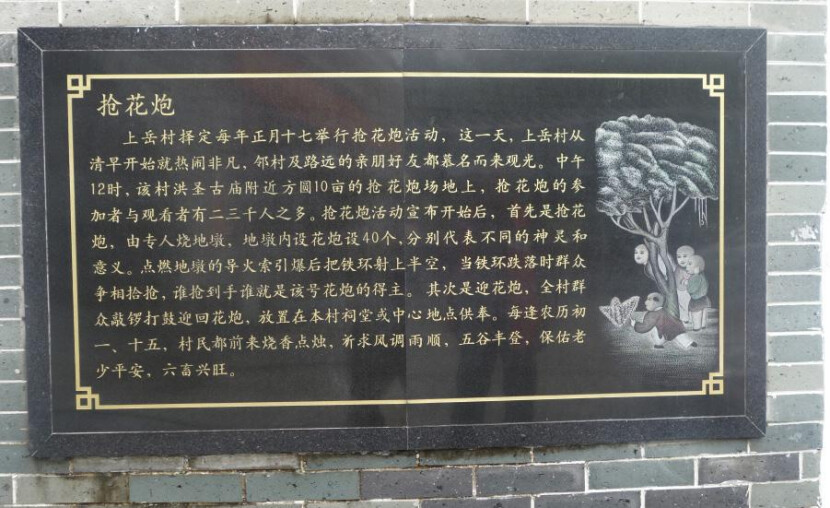 抢花炮
上岳村择定每年正月十七举行抢花炮活动，这一天，上岳村从
清早开始就热闹非凡、邻村及路远的亲朋好友都慕名而来观光。中午
12时，该村洪圣古庙附近方圆10亩的抢花炮场地上，抢花炮的参
加者与观看者有二三千人之多。抢花炮活动宣布开始后，首先是抢花
炮，由专人烧地墩，地墩内设花炮设40个，分别代表不同的神灵和
意义。点燃地墩的导火索引爆后把铁环射上半空，当铁环跌落时群众
争相拾抢，谁抢到手谁就是该号花炮的得主。其次是迎花炮，全村群
众敲锣打鼓迎回花炮、放置在本村祠堂或中心地点供奉。每逢农历初
一、十五，村民都前来烧香点烛，祈求风调雨顺，五谷丰登，保佑老
少平安，六畜兴旺。